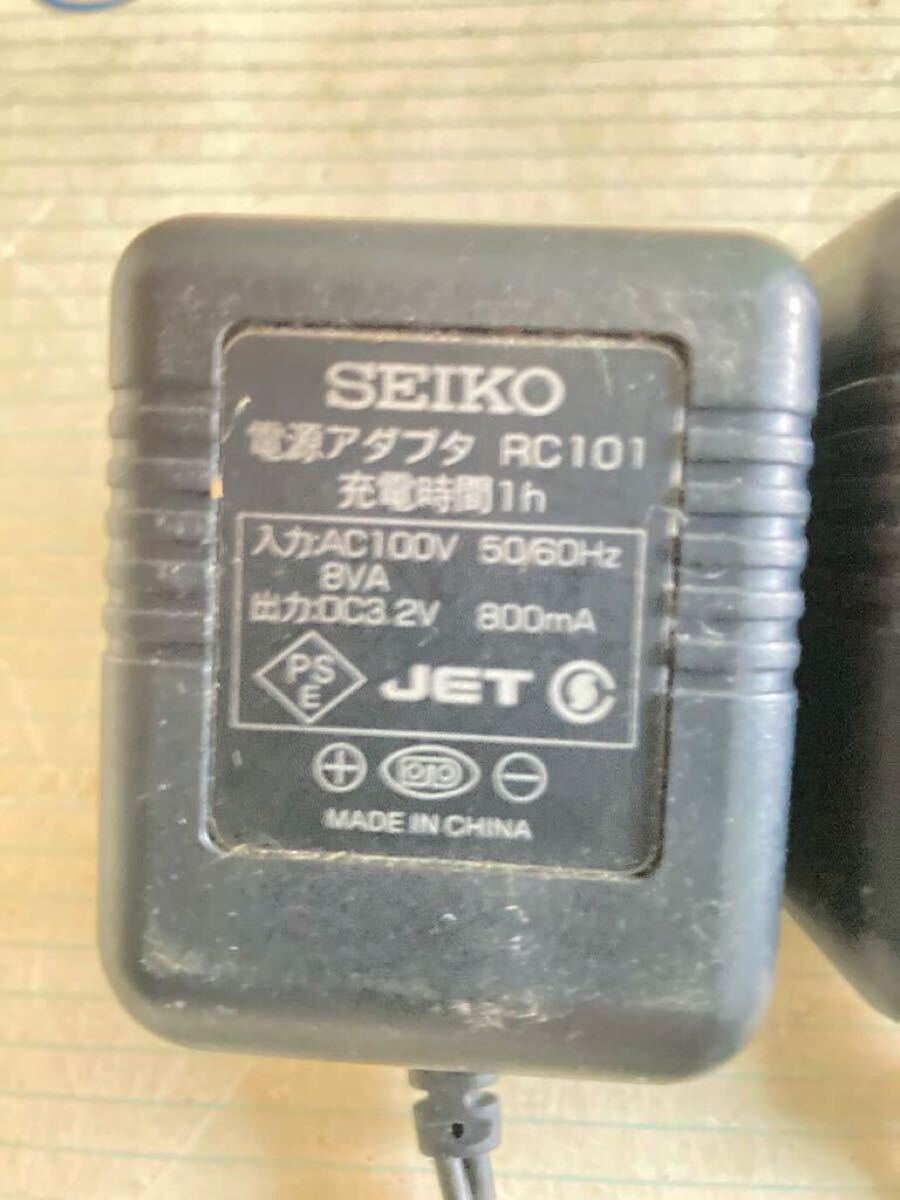 SEIKO
電源アダプタ RC101
充電時間1h
入力:AC100V 50/60Hz
8VA
出力:DC3.2V 800mA
PS
E
JET
MADE IN CHINA